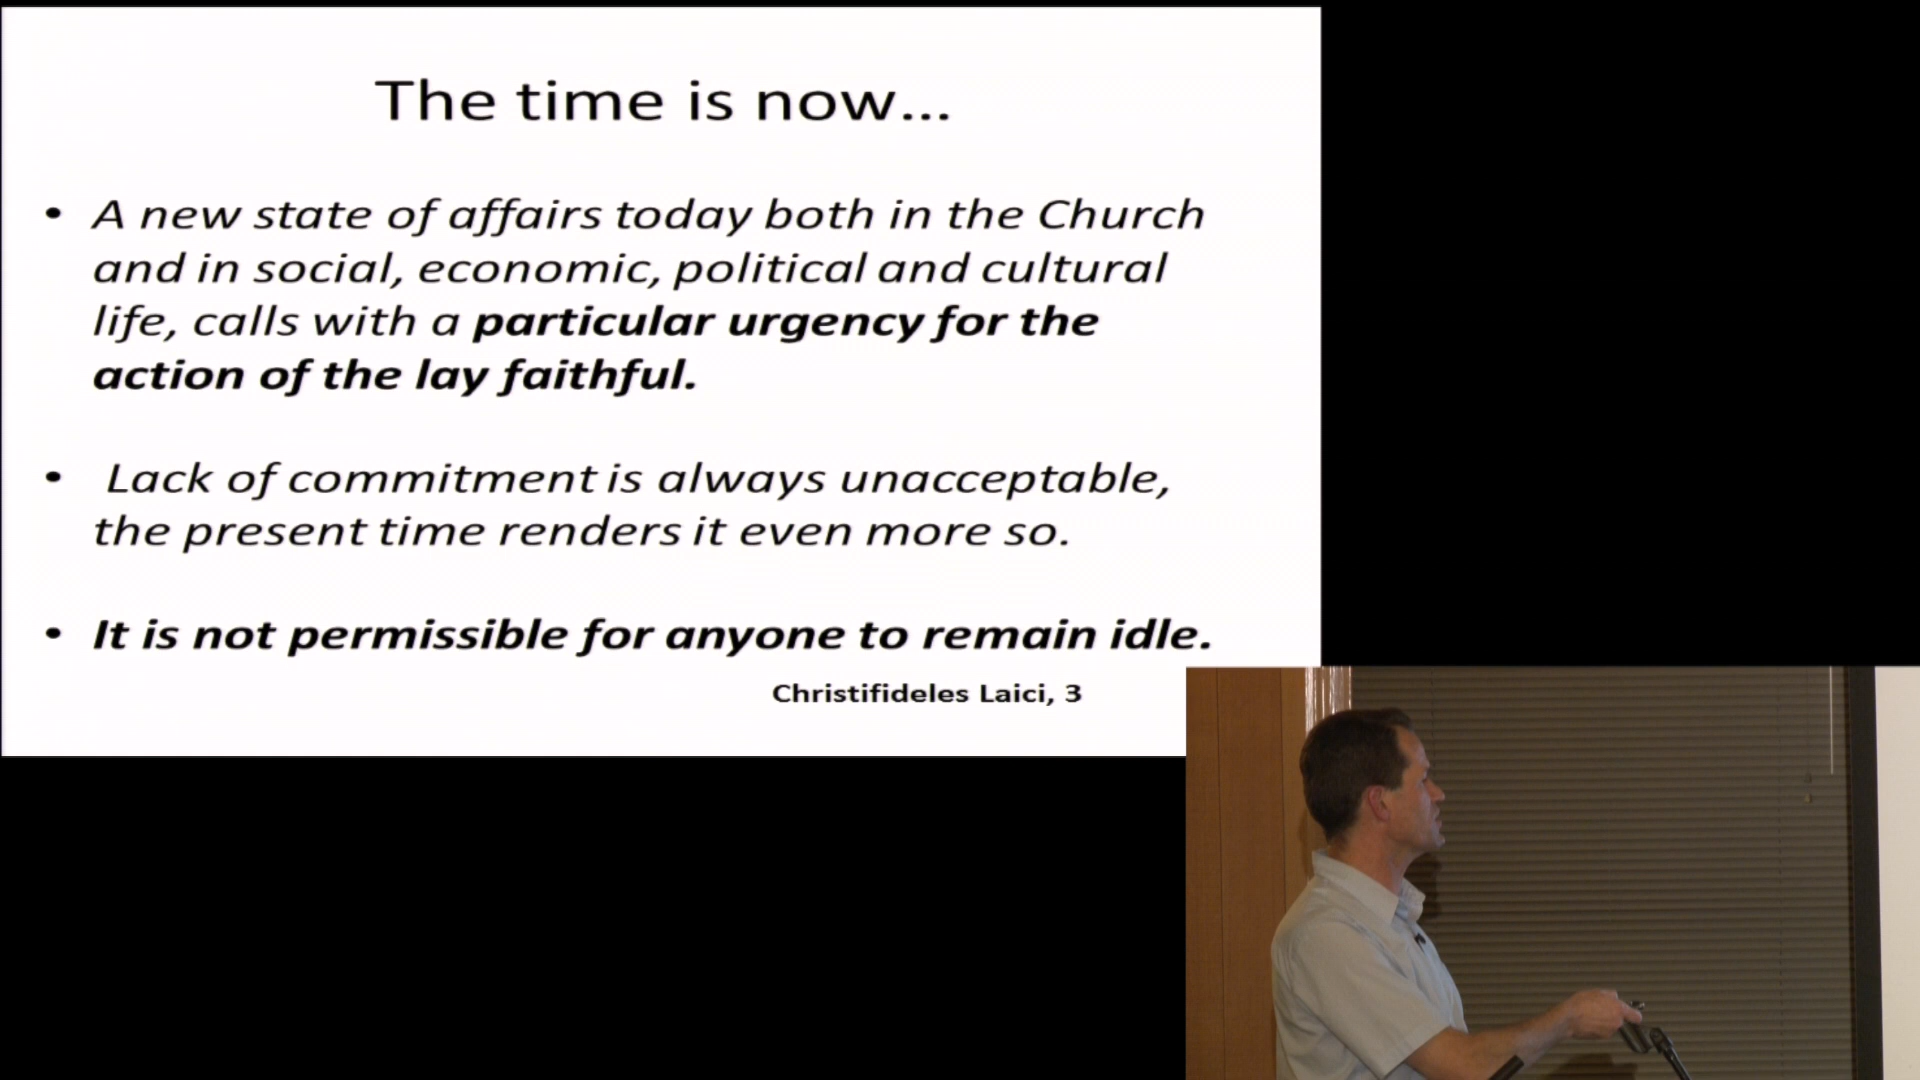 The time is now...
• A new state of affairs today both in the Church
and in social, economic, political and cultural
life, calls with a particular urgency for the
action of the lay faithful.
• Lack of commitment is always unacceptable,
the present time renders it even more so.
• It is not permissible for anyone to remain idle.
Christifideles Laici, 3